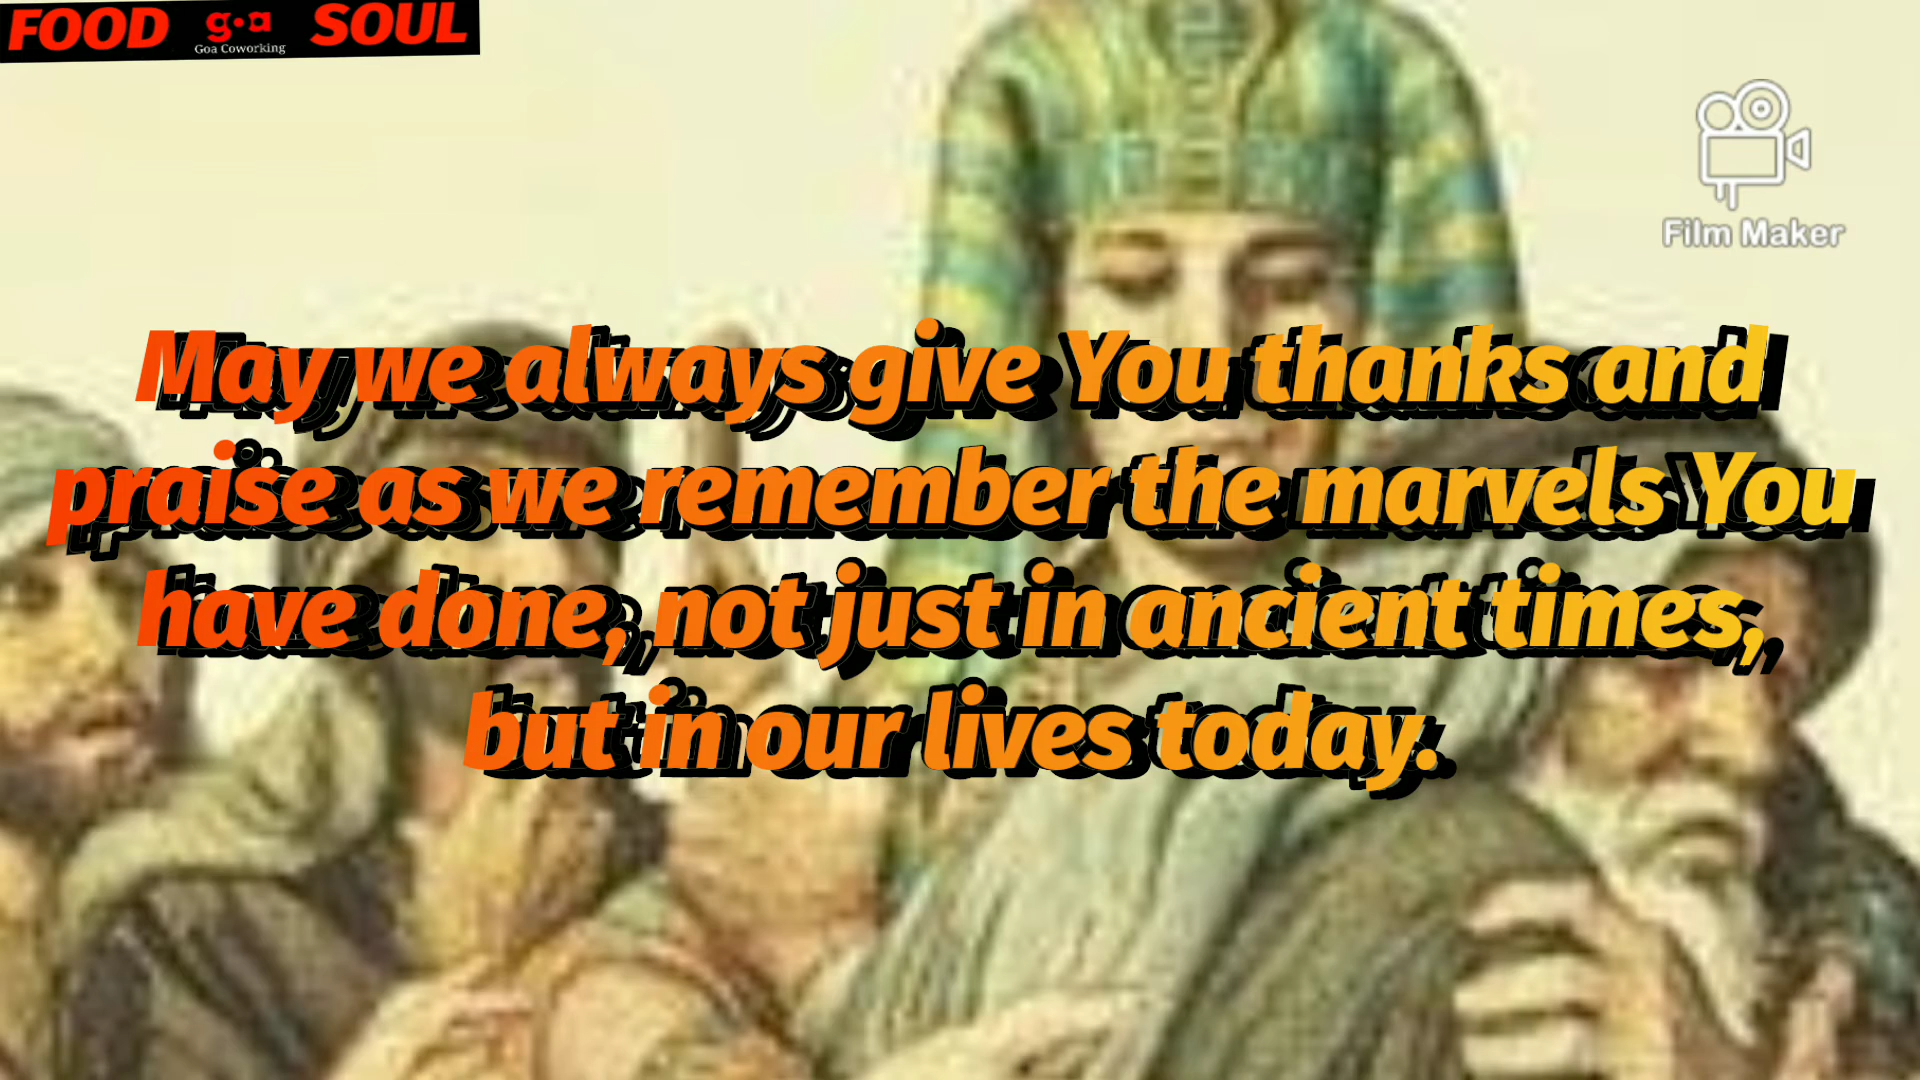 FOOD g•a SOUL
Goa Coworking
Film Maker
May we always give You thanks and
praise as we remember the marvels You
have done, not just in ancient times,
but in our lives today.